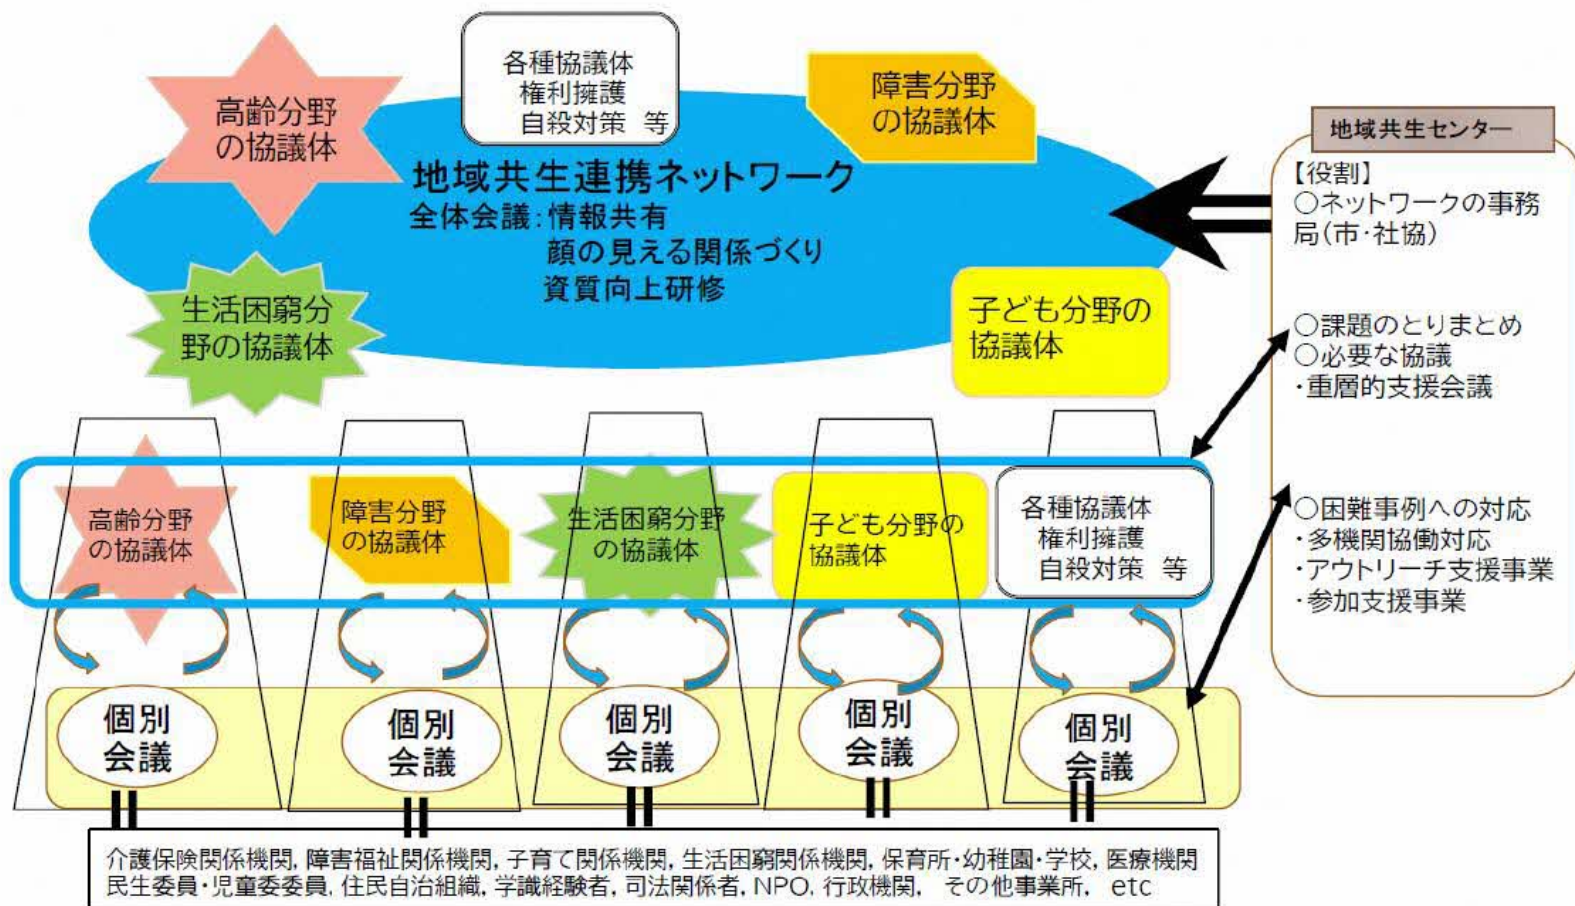 高齢分野
の協議体
各種協議体
権利擁護
自殺対策 等
障害分野
の協議体
地域共生連携ネットワーク
全体会議:情報共有
顔の見える関係づくり
資質向上研修
生活困窮分
野の協議体
子ども分野の
協議体
地域共生センター
【役割】
○ネットワークの事務
局(市・社協)
○課題のとりまとめ
○必要な協議
・重層的支援会議
○困難事例への対応
・多機関協働対応
・アウトリーチ支援事業
・参加支援事業
高齢分野
の協議体
障害分野
の協議体
生活困窮分野
の協議体
子ども分野の
協議体
各種協議体
権利擁護
自殺対策 等
個別
会議
個別
会議
個別
会議
個別
会議
個別
会議
介護保険関係機関, 障害福祉関係機関, 子育て関係機関, 生活困窮関係機関, 保育所・幼稚園・学校, 医療機関
民生委員・児童委委員, 住民自治組織, 学識経験者, 司法関係者, NPO, 行政機関, その他事業所, etc